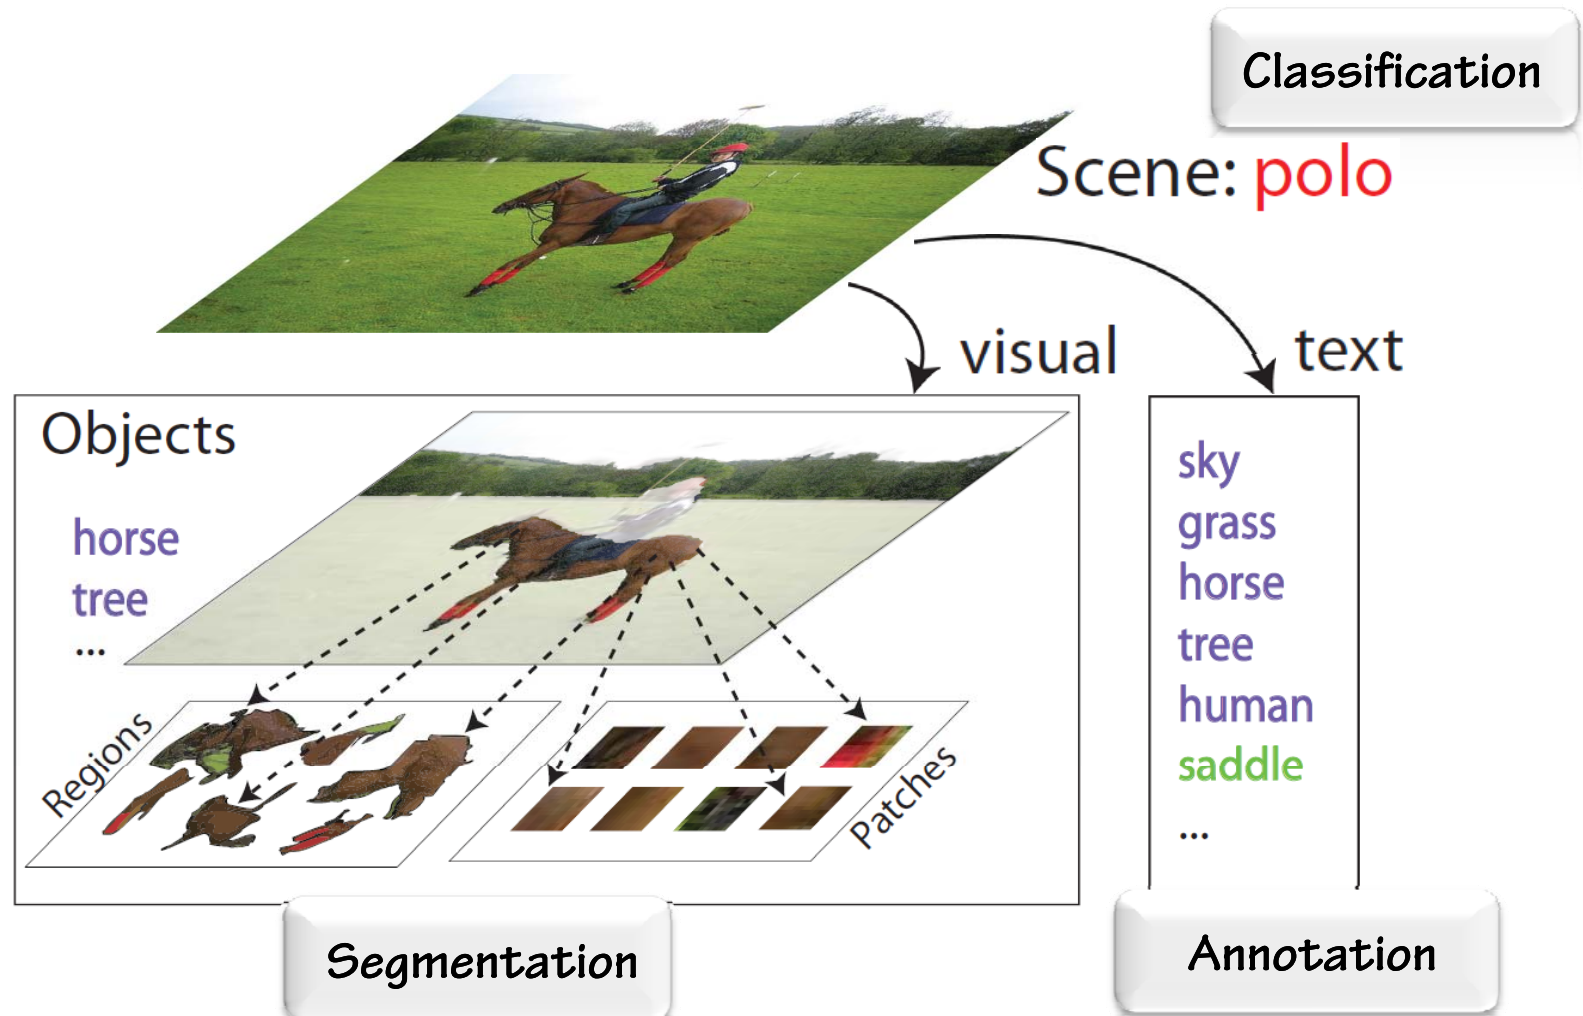 Classification
Scene: polo
visual
text
Objects
horse
tree
...
Regions
Patches
sky
grass
horse
tree
human
saddle
...
Segmentation
Annotation